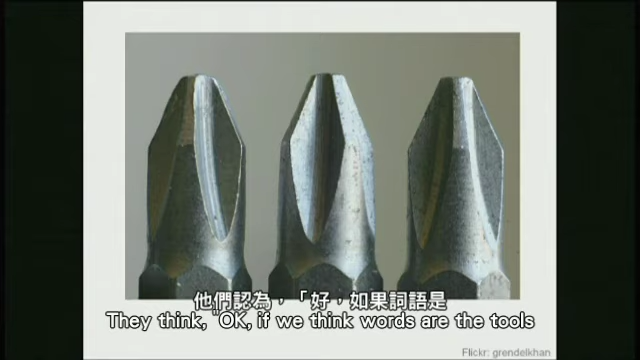 他們認為，「好，如果詞語是
They think, "OK, if we think words are the tools
Flickr: grendelkhan